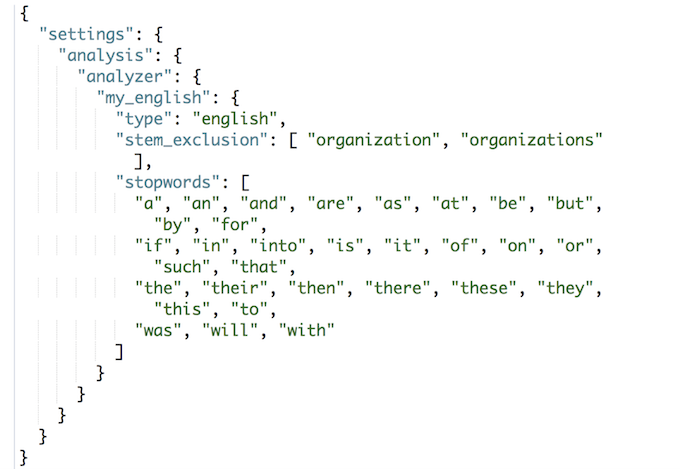 {
  "settings": {
    "analysis": {
      "analyzer": {
        "my_english": {
          "type": "english",
          "stem_exclusion": [ "organization", "organizations"
            ],
          "stopwords": [
            "a", "an", "and", "are", "as", "at", "be", "but",
              "by", "for",
            "if", "in", "into", "is", "it", "of", "on", "or",
              "such", "that",
            "the", "their", "then", "there", "these", "they",
              "this", "to",
            "was", "will", "with"
          ]
        }
      }
    }
  }
}